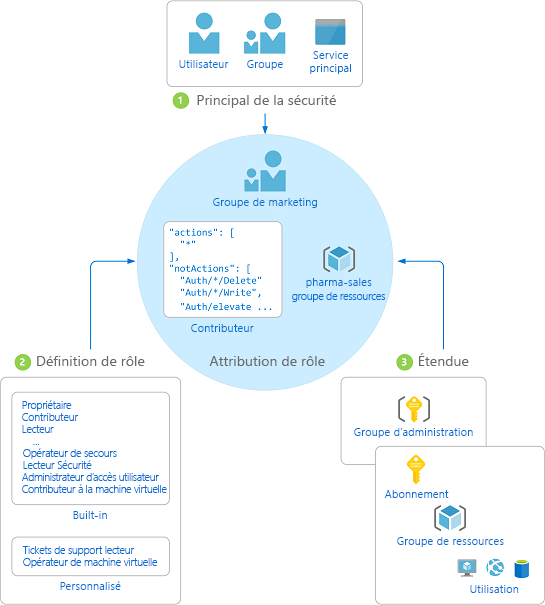 Utilisateur
Groupe
Service
principal
1 Principal de la sécurité
Groupe de marketing
"actions": [
"*"
],
"notActions": [
"Auth/*/Delete"
"Auth/*/Write",
"Auth/elevate ...
Contributeur
pharma-sales
groupe de ressources
Attribution de rôle
2 Définition de rôle
Propriétaire
Contributeur
Lecteur
...
Opérateur de secours
Lecteur Sécurité
Administrateur d'accès utilisateur
Contributeur à la machine virtuelle
Built-in
Tickets de support lecteur
Opérateur de machine virtuelle
Personnalisé
3 Étendue
Groupe d'administration
Abonnement
Groupe de ressources
Utilisation